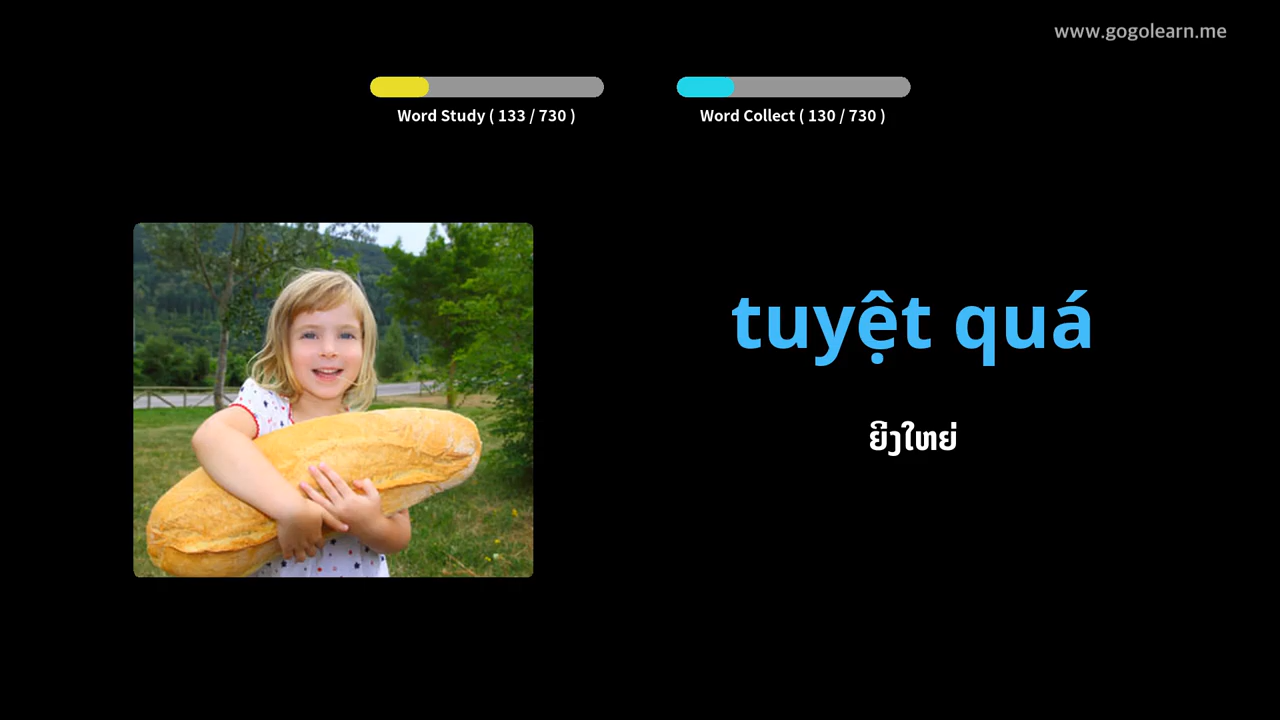 www.gogolearn.me
Word Study ( 133 / 730 )
Word Collect ( 130 / 730 )
tuyệt quá
ຍິ່ງໃຫຍ່